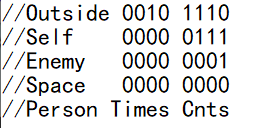 //Outside 0010 1110
//Self    0000 0111
//Enemy   0000 0001
//Space   0000 0000
//Person Times Cnts